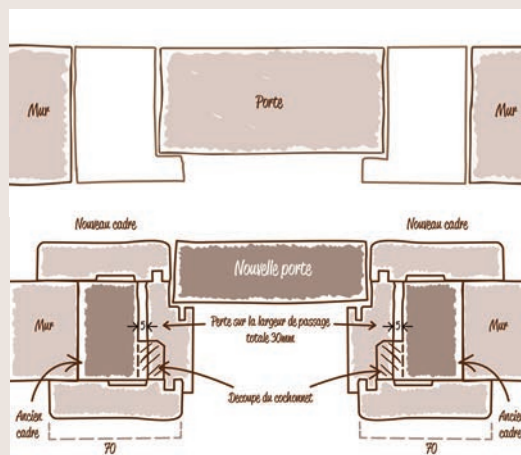 Mur
Porte
Mur
Nouveau cadre
Nouveau cadre
Nouvelle porte
Mur
5
Perte sur la largeur de passage
totale 30mm
5
Mur
Ancien
cadre
Decoupe du cochonnet
Ancien
cadre
70
70